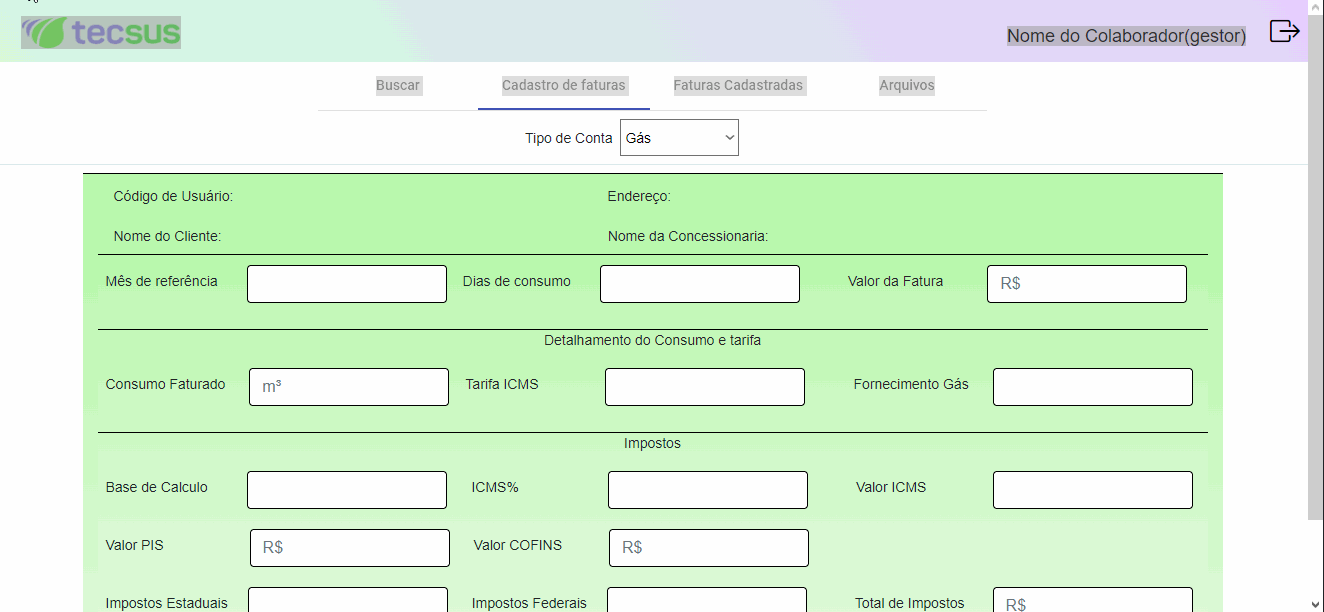 tecsus
Nome do Colaborador(gestor)
Buscar Cadastro de faturas Faturas Cadastradas Arquivos
Tipo de Conta Gás
Código de Usuário: Endereço:
Nome do Cliente: Nome da Concessionaria:
Mês de referência Dias de consumo Valor da Fatura R$
Detalhamento do Consumo e tarifa
Consumo Faturado m³ Tarifa ICMS Fornecimento Gás
Impostos
Base de Calculo ICMS% Valor ICMS
Valor PIS R$ Valor COFINS R$
Impostos Estaduais Impostos Federais Total de Impostos R$